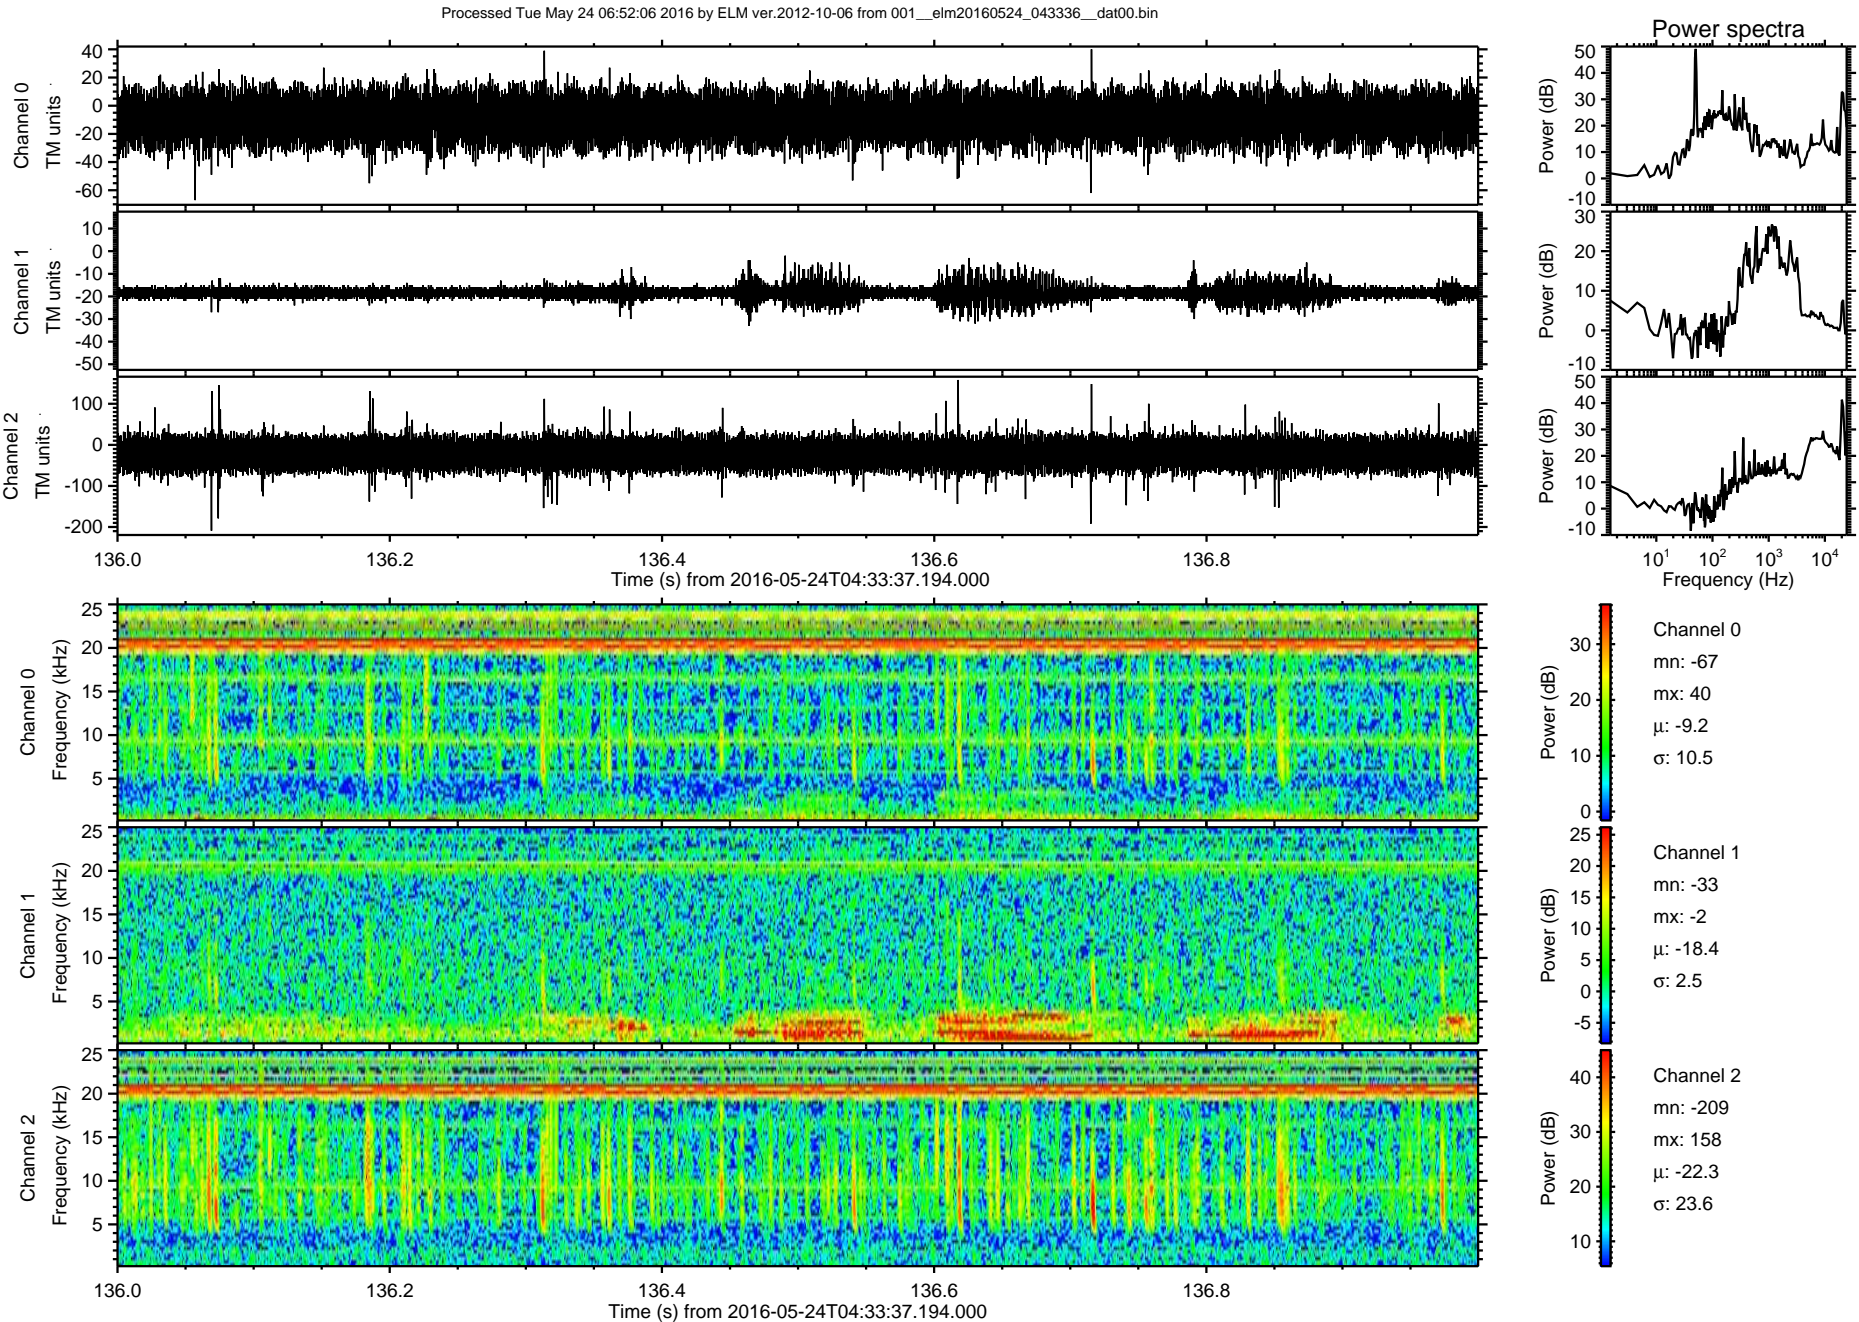 Processed Tue May 24 06:52:06 2016 by ELM ver.2012-10-06 from 001__elm20160524_043336__dat00.bin
Power spectra
Channel 0
TM units
40
20
0
-20
-40
-60
Power (dB)
50
40
30
20
10
0
-10
Channel 1
TM units
10
0
-10
-20
-30
-40
-50
Power (dB)
30
20
10
0
-10
Channel 2
TM units
100
0
-100
-200
Power (dB)
50
40
30
20
10
0
-10
136.0 136.2 136.4 136.6 136.8
Time (s) from 2016-05-24T04:33:37.194.000
10^1 10^2 10^3 10^4
Frequency (Hz)
Channel 0
Frequency (kHz)
25
20
15
10
5
Power (dB)
30
20
10
0
Channel 0
mn: -67
mx: 40
μ: -9.2
σ: 10.5
Channel 1
Frequency (kHz)
25
20
15
10
5
Power (dB)
25
20
15
10
5
0
-5
Channel 1
mn: -33
mx: -2
μ: -18.4
σ: 2.5
Channel 2
Frequency (kHz)
25
20
15
10
5
Power (dB)
40
30
20
10
Channel 2
mn: -209
mx: 158
μ: -22.3
σ: 23.6
136.0 136.2 136.4 136.6 136.8
Time (s) from 2016-05-24T04:33:37.194.000